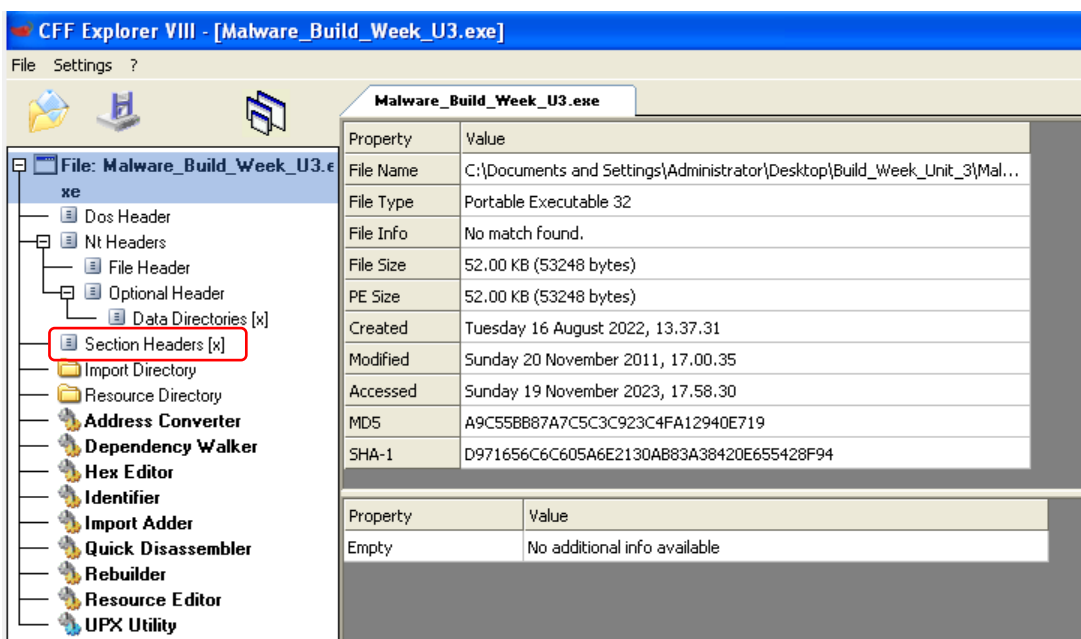 CFF Explorer VIII - [Malware_Build_Week_U3.exe]
File Settings ?
Malware_Build_Week_U3.exe
File: Malware_Build_Week_U3.e
xe
Dos Header
Nt Headers
File Header
Optional Header
Data Directories [x]
Section Headers [x]
Import Directory
Resource Directory
Address Converter
Dependency Walker
Hex Editor
Identifier
Import Adder
Quick Disassembler
Rebuilder
Resource Editor
UPX Utility
Property Value
File Name C:\Documents and Settings\Administrator\Desktop\Build_Week_Unit_3\Mal...
File Type Portable Executable 32
File Info No match found.
File Size 52.00 KB (53248 bytes)
PE Size 52.00 KB (53248 bytes)
Created Tuesday 16 August 2022, 13.37.31
Modified Sunday 20 November 2011, 17.00.35
Accessed Sunday 19 November 2023, 17.58.30
MD5 A9C55BB87A7C5C3C923C4FA12940E719
SHA-1 D971656C6C605A6E2130AB83A38420E655428F94
Property Value
Empty No additional info available